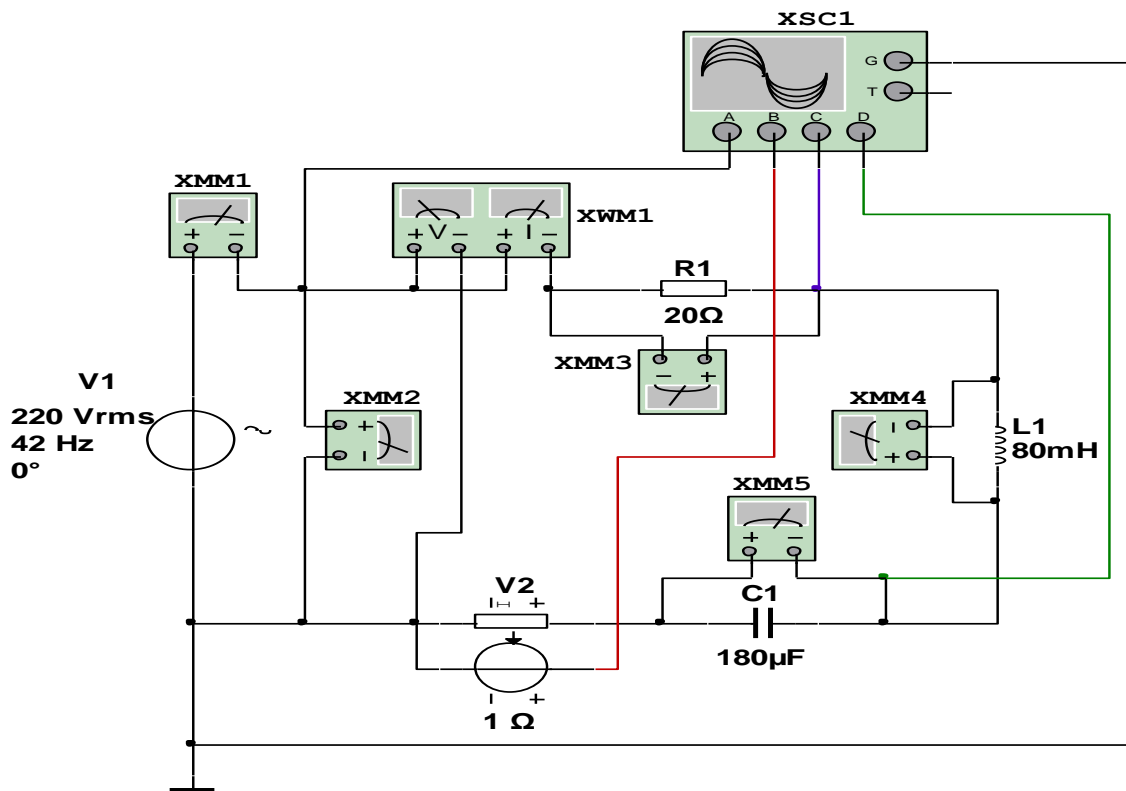 XSC1
G
T
A B C D
XMM1
+ −
XWM1
+ V − + I −
R1
20Ω
XMM3
− +
V1
220 Vrms
42 Hz
0°
~
XMM2
+
−
XMM4
−
+
L1
80mH
XMM5
+ −
V2
− +
C1
180µF
− +
1 Ω